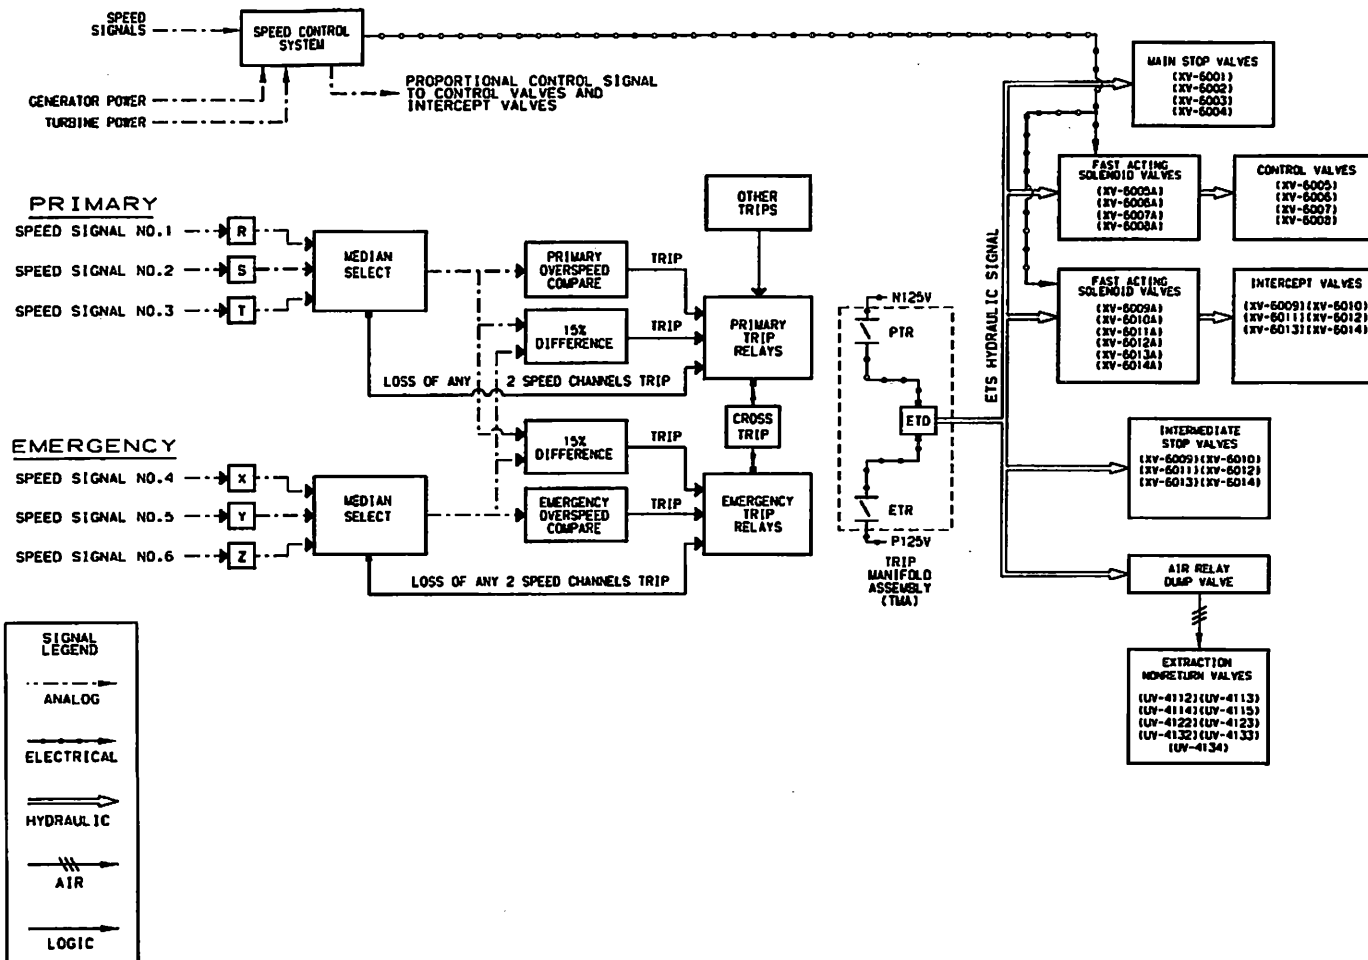 SPEED
SIGNALS
SPEED CONTROL
SYSTEM
GENERATOR POWER
TURBINE POWER
PROPORTIONAL CONTROL SIGNAL
TO CONTROL VALVES AND
INTERCEPT VALVES
MAIN STOP VALVES
(XV-6001)
(XV-6002)
(XV-6003)
(XV-6004)
FAST ACTING
SOLENOID VALVES
(XV-6005A)
(XV-6006A)
(XV-6007A)
(XV-6008A)
CONTROL VALVES
(XV-6005)
(XV-6006)
(XV-6007)
(XV-6008)
PRIMARY
SPEED SIGNAL NO.1
R
SPEED SIGNAL NO.2
S
SPEED SIGNAL NO.3
T
MEDIAN
SELECT
PRIMARY
OVERSPEED
COMPARE
TRIP
15%
DIFFERENCE
TRIP
OTHER
TRIPS
PRIMARY
TRIP
RELAYS
LOSS OF ANY 2 SPEED CHANNELS TRIP
CROSS
TRIP
EMERGENCY
SPEED SIGNAL NO.4
X
SPEED SIGNAL NO.5
Y
SPEED SIGNAL NO.6
Z
MEDIAN
SELECT
15%
DIFFERENCE
TRIP
EMERGENCY
OVERSPEED
COMPARE
TRIP
EMERGENCY
TRIP
RELAYS
LOSS OF ANY 2 SPEED CHANNELS TRIP
N125V
PTR
ETD
ETR
P125V
TRIP
MANIFOLD
ASSEMBLY
(TMA)
ETS HYDRAULIC SIGNAL
FAST ACTING
SOLENOID VALVES
(XV-6009A)
(XV-6010A)
(XV-6011A)
(XV-6012A)
(XV-6013A)
(XV-6014A)
INTERCEPT VALVES
(XV-6009)(XV-6010)
(XV-6011)(XV-6012)
(XV-6013)(XV-6014)
INTERMEDIATE
STOP VALVES
(XV-6009)(XV-6010)
(XV-6011)(XV-6012)
(XV-6013)(XV-6014)
AIR RELAY
DUMP VALVE
EXTRACTION
NONRETURN VALVES
(UV-4112)(UV-4113)
(UV-4114)(UV-4115)
(UV-4122)(UV-4123)
(UV-4132)(UV-4133)
(UV-4134)
SIGNAL
LEGEND
ANALOG
ELECTRICAL
HYDRAULIC
AIR
LOGIC